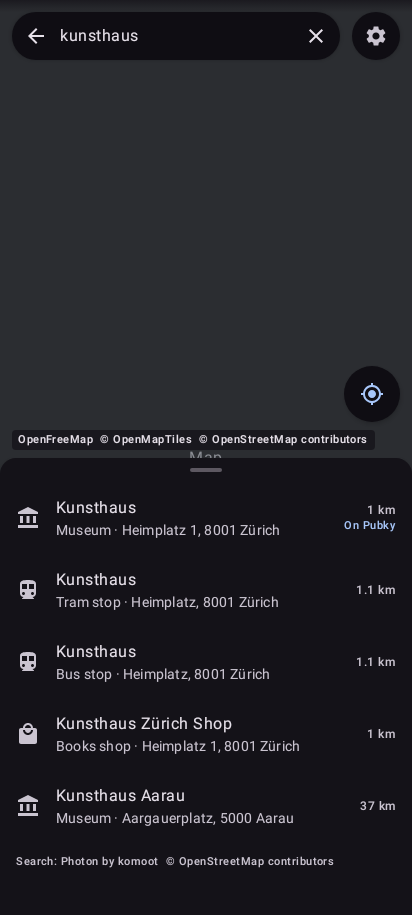 kunsthaus
OpenFreeMap © OpenMapTiles © OpenStreetMap contributors
Map
Kunsthaus
1 km
Museum · Heimplatz 1, 8001 Zürich
On Pubky
Kunsthaus
Tram stop · Heimplatz, 8001 Zürich
1.1 km
Kunsthaus
Bus stop · Heimplatz, 8001 Zürich
1.1 km
Kunsthaus Zürich Shop
Books shop · Heimplatz 1, 8001 Zürich
1 km
Kunsthaus Aarau
Museum · Aargauerplatz, 5000 Aarau
37 km
Search: Photon by komoot © OpenStreetMap contributors